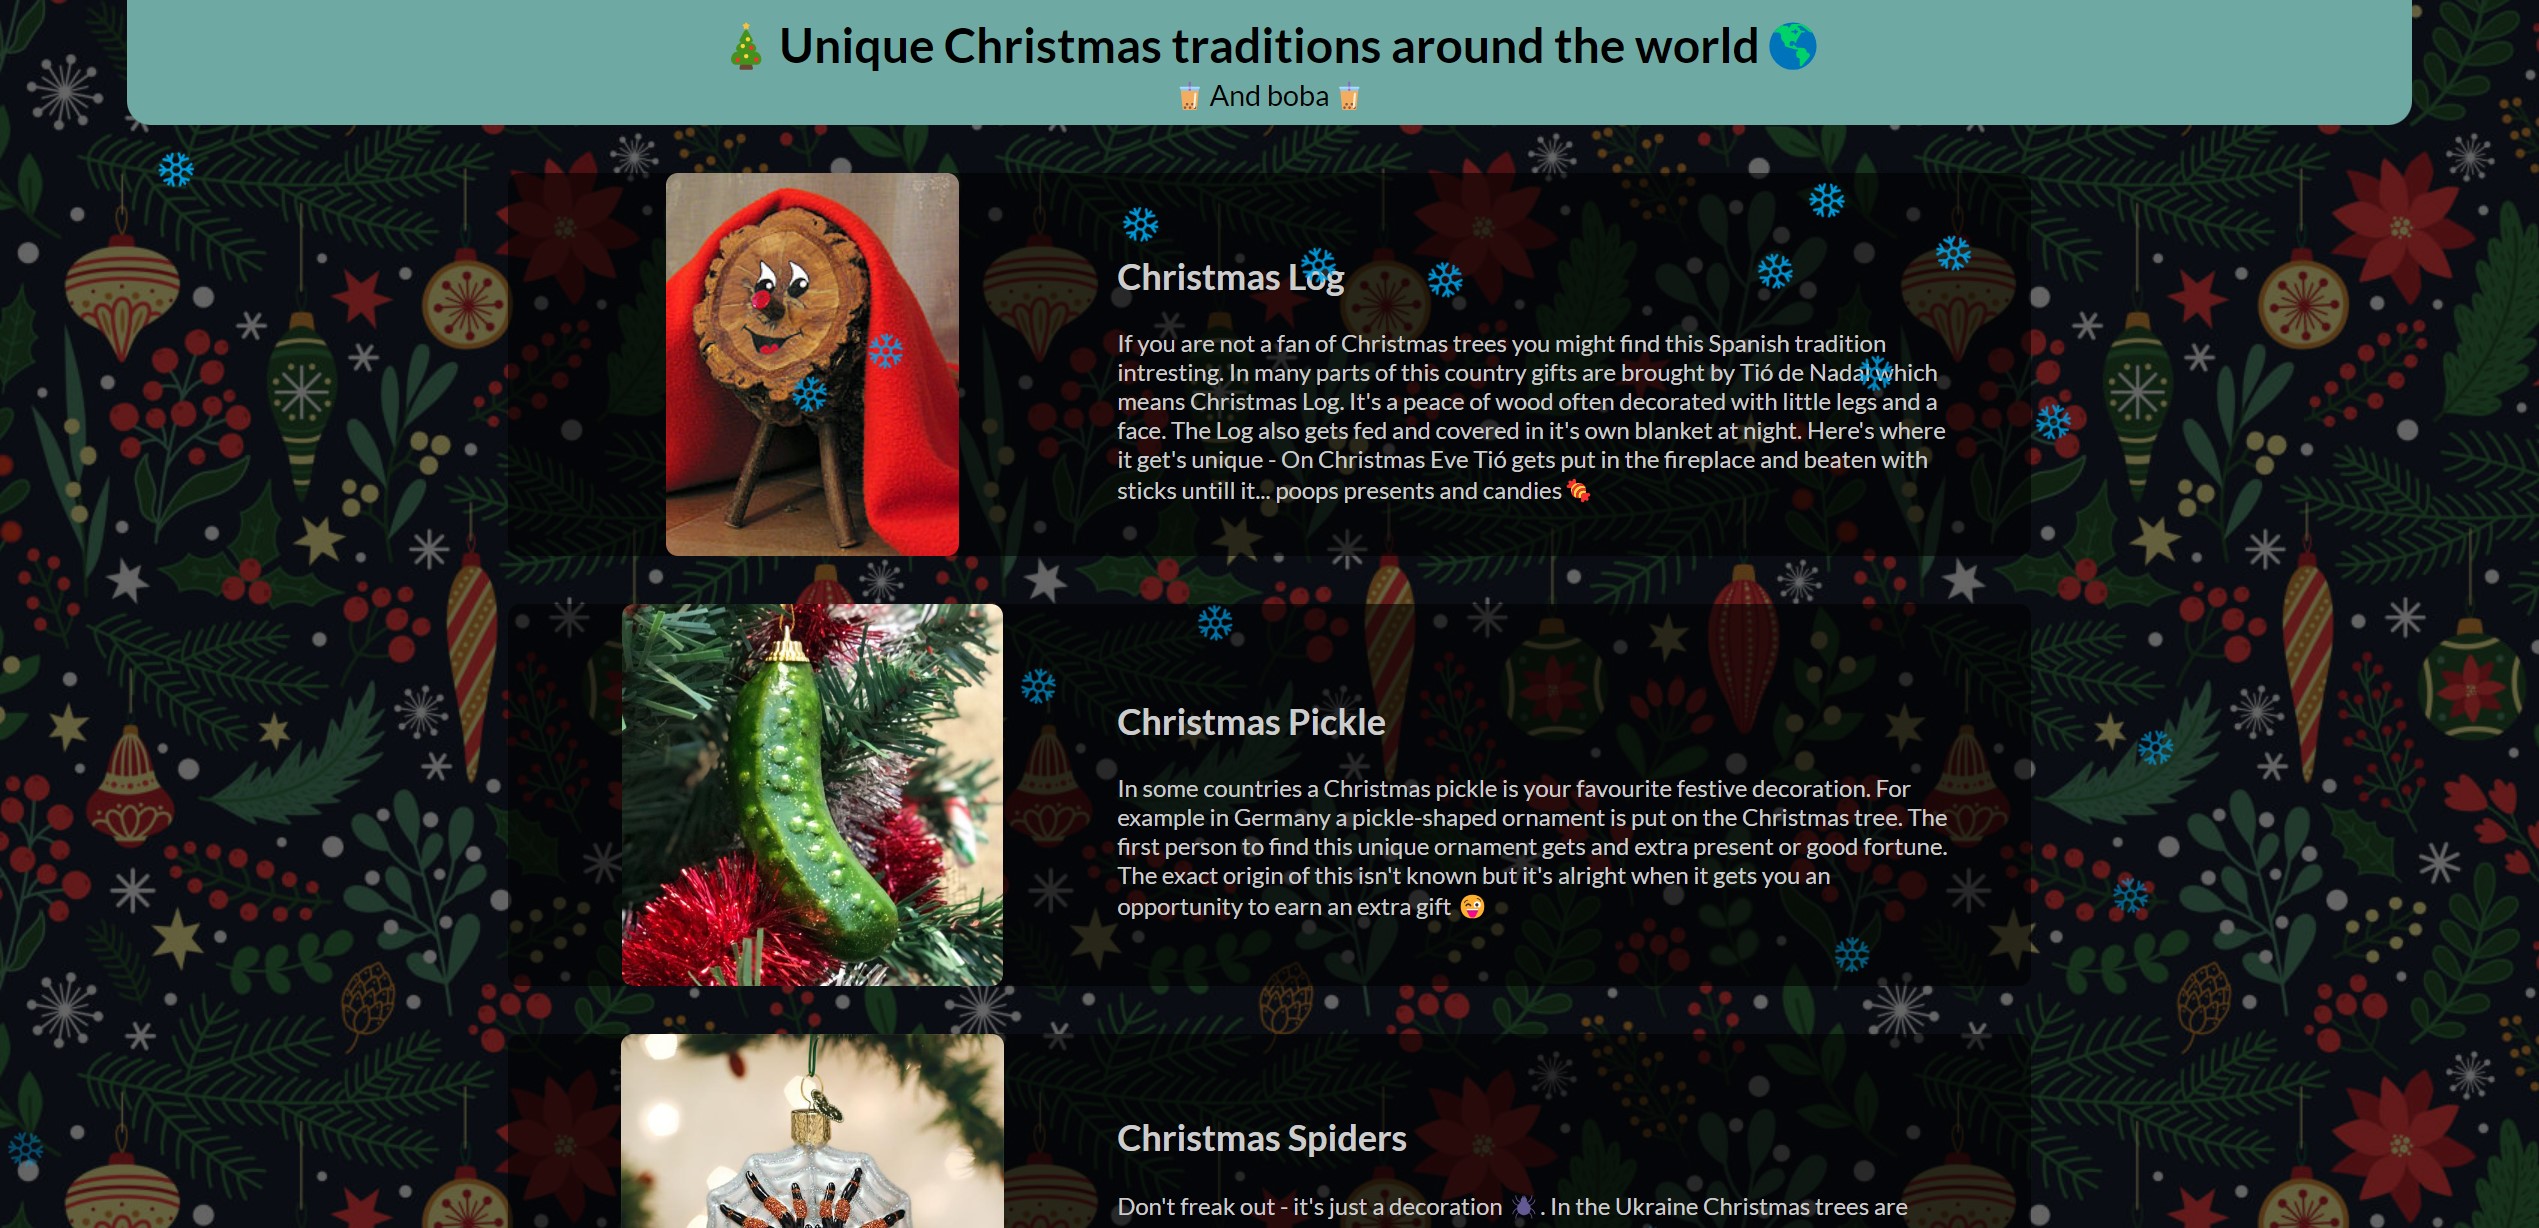 🎄 Unique Christmas traditions around the world 🌎
🧋 And boba 🧋
Christmas Log
If you are not a fan of Christmas trees you might find this Spanish tradition
intresting. In many parts of this country gifts are brought by Tió de Nadal which
means Christmas Log. It's a peace of wood often decorated with little legs and a
face. The Log also gets fed and covered in it's own blanket at night. Here's where
it get's unique - On Christmas Eve Tió gets put in the fireplace and beaten with
sticks untill it... poops presents and candies 🍬
Christmas Pickle
In some countries a Christmas pickle is your favourite festive decoration. For
example in Germany a pickle-shaped ornament is put on the Christmas tree. The
first person to find this unique ornament gets and extra present or good fortune.
The exact origin of this isn't known but it's alright when it gets you an
opportunity to earn an extra gift 😜
Christmas Spiders
Don't freak out - it's just a decoration 🕷️. In the Ukraine Christmas trees are